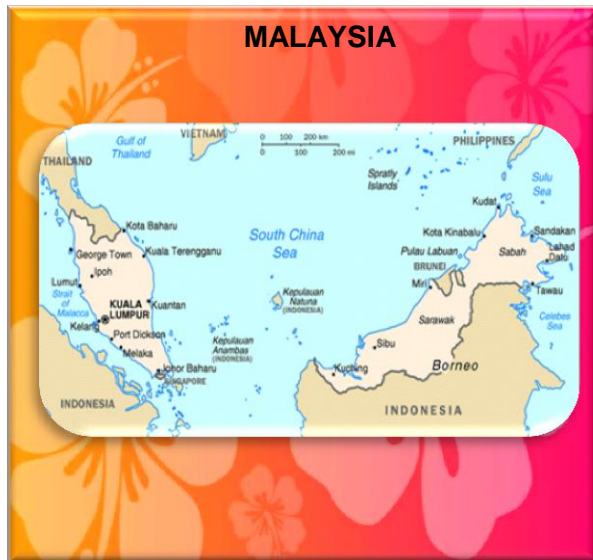 MALAYSIA
Gulf of
Thailand
VIETNAM
0 100 200 km
0 100 200 mi
PHILIPPINES
THAILAND
Spratly
Islands
Sulu
Sea
Kudat
Kota Baharu
South China
Sea
Kota Kinabalu
Sandakan
George Town
Kuala Terengganu
Pulau Labuan
Sabah
Lahad
Datu
Ipoh
BRUNEI
Lumut
Miri
Tawau
Strait
of
Malacca
KUALA
LUMPUR
Kuantan
Kepulauan
Natuna
(INDONESIA)
Celebes
Sea
Kelang
Port Dickson
Sarawak
Melaka
Kepulauan
Anambas
(INDONESIA)
Sibu
Johor Baharu
SINGAPORE
Kuching
Borneo
INDONESIA
INDONESIA